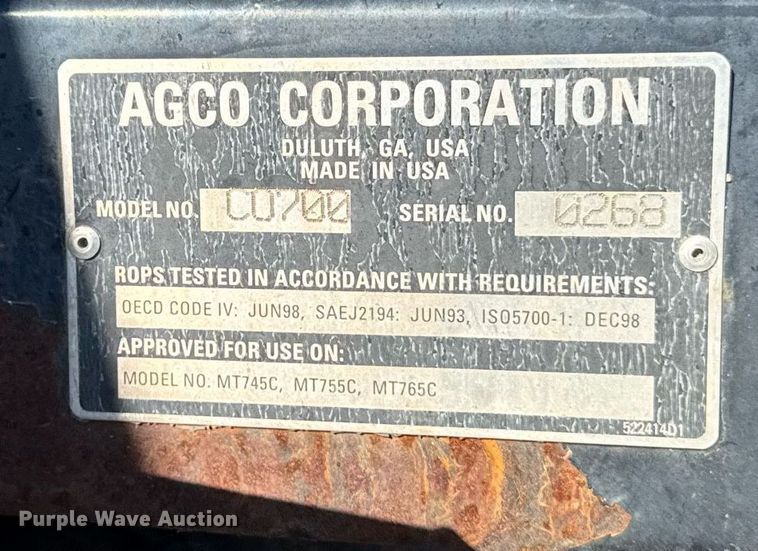 AGCO CORPORATION
DULUTH, GA, USA
MADE IN USA
MODEL NO. CU700 SERIAL NO. 0268
ROPS TESTED IN ACCORDANCE WITH REQUIREMENTS:
OECD CODE IV: JUN98, SAEJ2194: JUN93, ISO5700-1: DEC98
APPROVED FOR USE ON:
MODEL NO. MT745C, MT755C, MT765C
522414D1
Purple Wave Auction